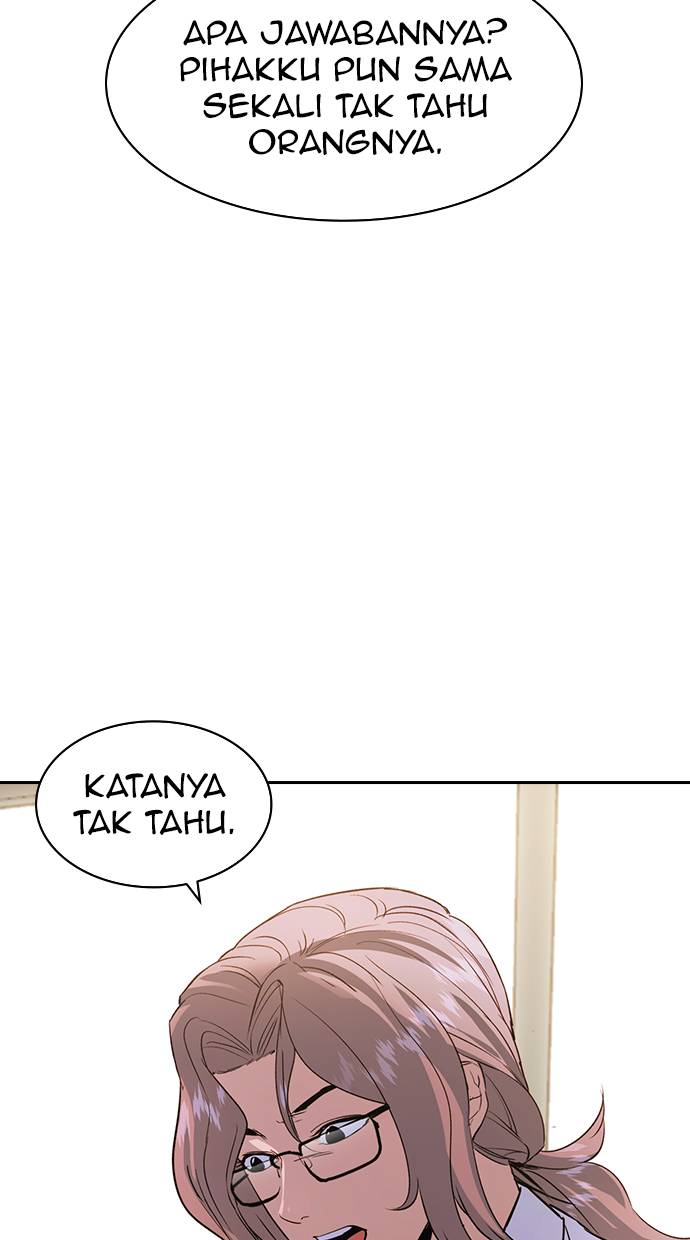 APA JAWABANNYA?
PIHAKKU PUN SAMA
SEKALI TAK TAHU
ORANGNYA.
KATANYA
TAK TAHU.